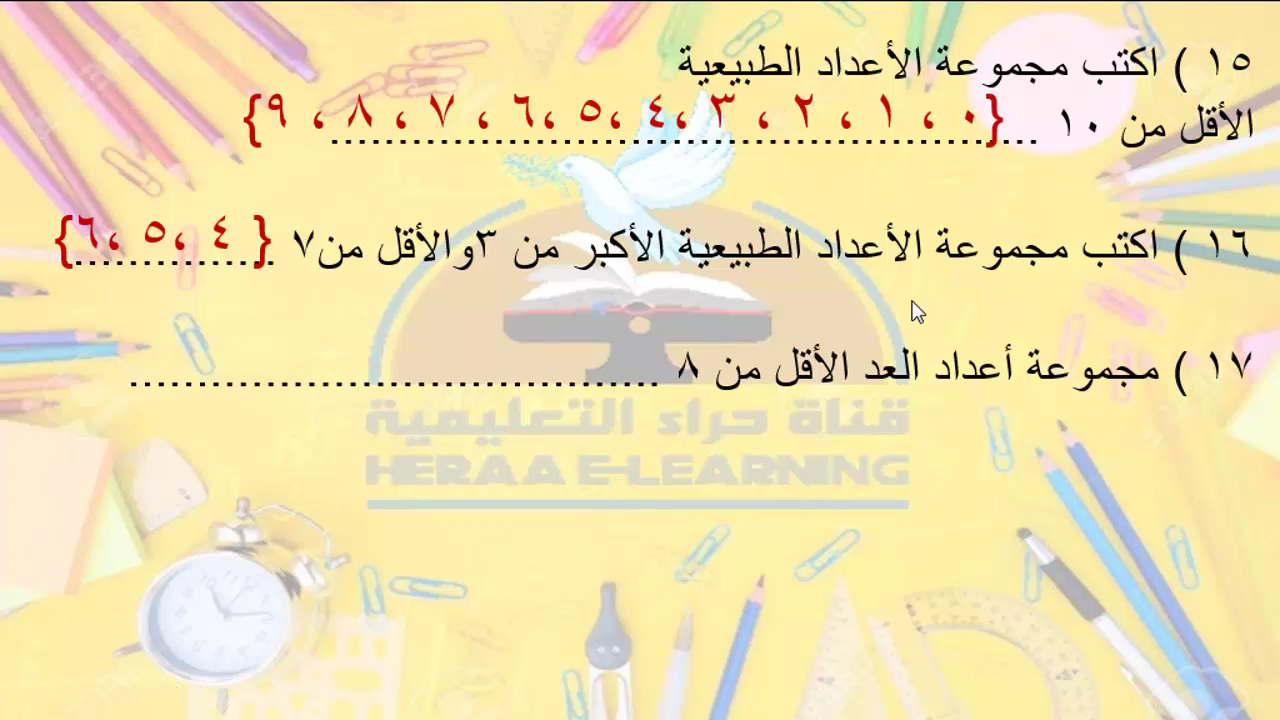 ١٥ ) اكتب مجموعة الأعداد الطبيعية
الأقل من ١٠ ..................................................... {٠ ، ١ ، ٢ ، ٣ ،٤ ،٥ ،٦ ، ٧ ، ٨ ، ٩}
١٦ ) اكتب مجموعة الأعداد الطبيعية الأكبر من ٣والأقل من٧ ............... { ٤ ،٥ ،٦}
١٧ ) مجموعة أعداد العد الأقل من ٨ .......................................
قناة حراء التعليمية
HERAA E-LEARNING